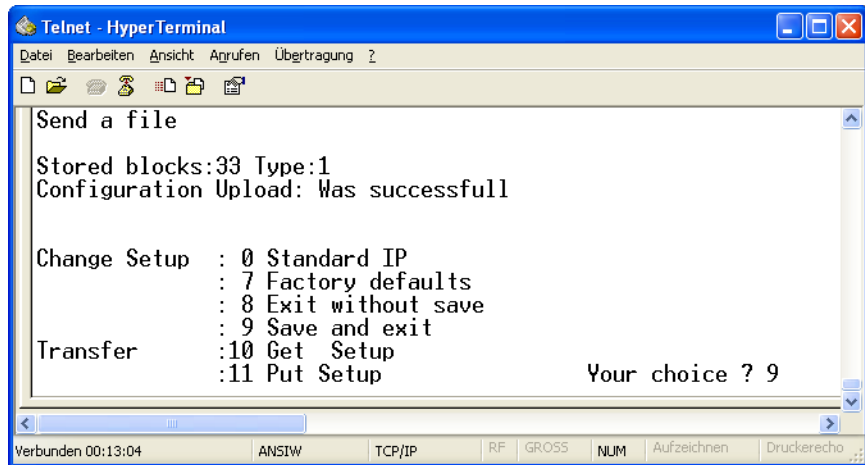 Telnet - HyperTerminal
Datei Bearbeiten Ansicht Anrufen Übertragung ?
Send a file
Stored blocks:33 Type:1
Configuration Upload: Was successfull
Change Setup : 0 Standard IP
: 7 Factory defaults
: 8 Exit without save
: 9 Save and exit
Transfer :10 Get Setup
:11 Put Setup Your choice ? 9
Verbunden 00:13:04 ANSIW TCP/IP RF GROSS NUM Aufzeichnen Druckerecho